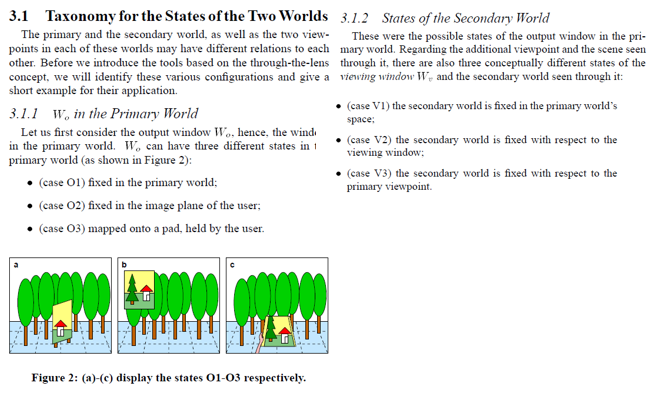 3.1 Taxonomy for the States of the Two Worlds
The primary and the secondary world, as well as the two view-
points in each of these worlds may have different relations to each
other. Before we introduce the tools based on the through-the-lens
concept, we will identify these various configurations and give a
short example for their application.
3.1.1 Wₒ in the Primary World
Let us first consider the output window Wₒ, hence, the wind
in the primary world. Wₒ can have three different states in
primary world (as shown in Figure 2):
• (case O1) fixed in the primary world;
• (case O2) fixed in the image plane of the user;
• (case O3) mapped onto a pad, held by the user.
3.1.2 States of the Secondary World
These were the possible states of the output window in the pri-
mary world. Regarding the additional viewpoint and the scene seen
through it, there are also three conceptually different states of the
viewing window Wᵥ and the secondary world seen through it:
• (case V1) the secondary world is fixed in the primary world's
space;
• (case V2) the secondary world is fixed with respect to the
viewing window;
• (case V3) the secondary world is fixed with respect to the
primary viewpoint.
a
b
c
Figure 2: (a)-(c) display the states O1-O3 respectively.